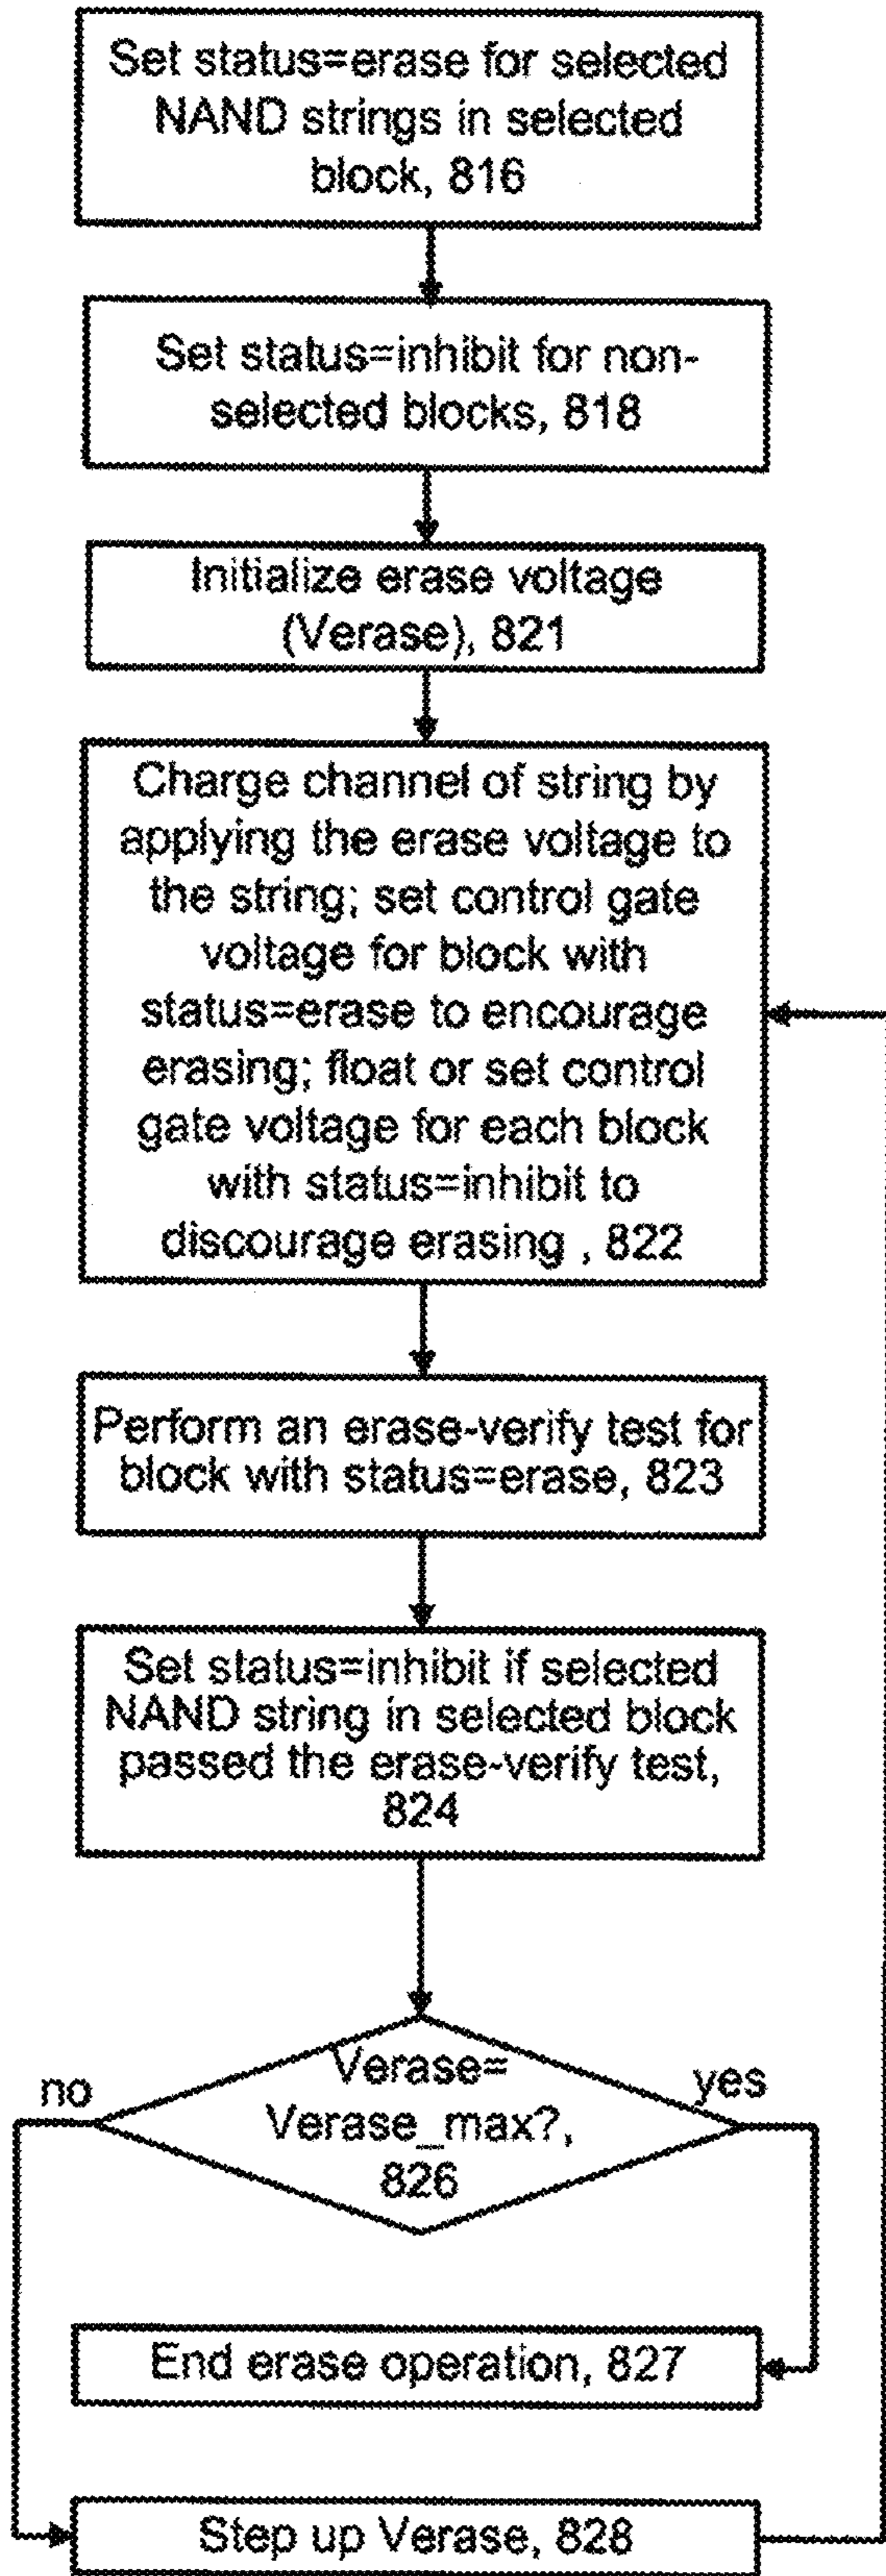 Set status=erase for selected
NAND strings in selected
block, 816
Set status=inhibit for non-
selected blocks, 818
Initialize erase voltage
(Verase), 821
Charge channel of string by
applying the erase voltage to
the string; set control gate
voltage for block with
status=erase to encourage
erasing; float or set control
gate voltage for each block
with status=inhibit to
discourage erasing , 822
Perform an erase-verify test for
block with status=erase, 823
Set status=inhibit if selected
NAND string in selected block
passed the erase-verify test,
824
Verase=
Verase_max?,
826
no
yes
End erase operation, 827
Step up Verase, 828